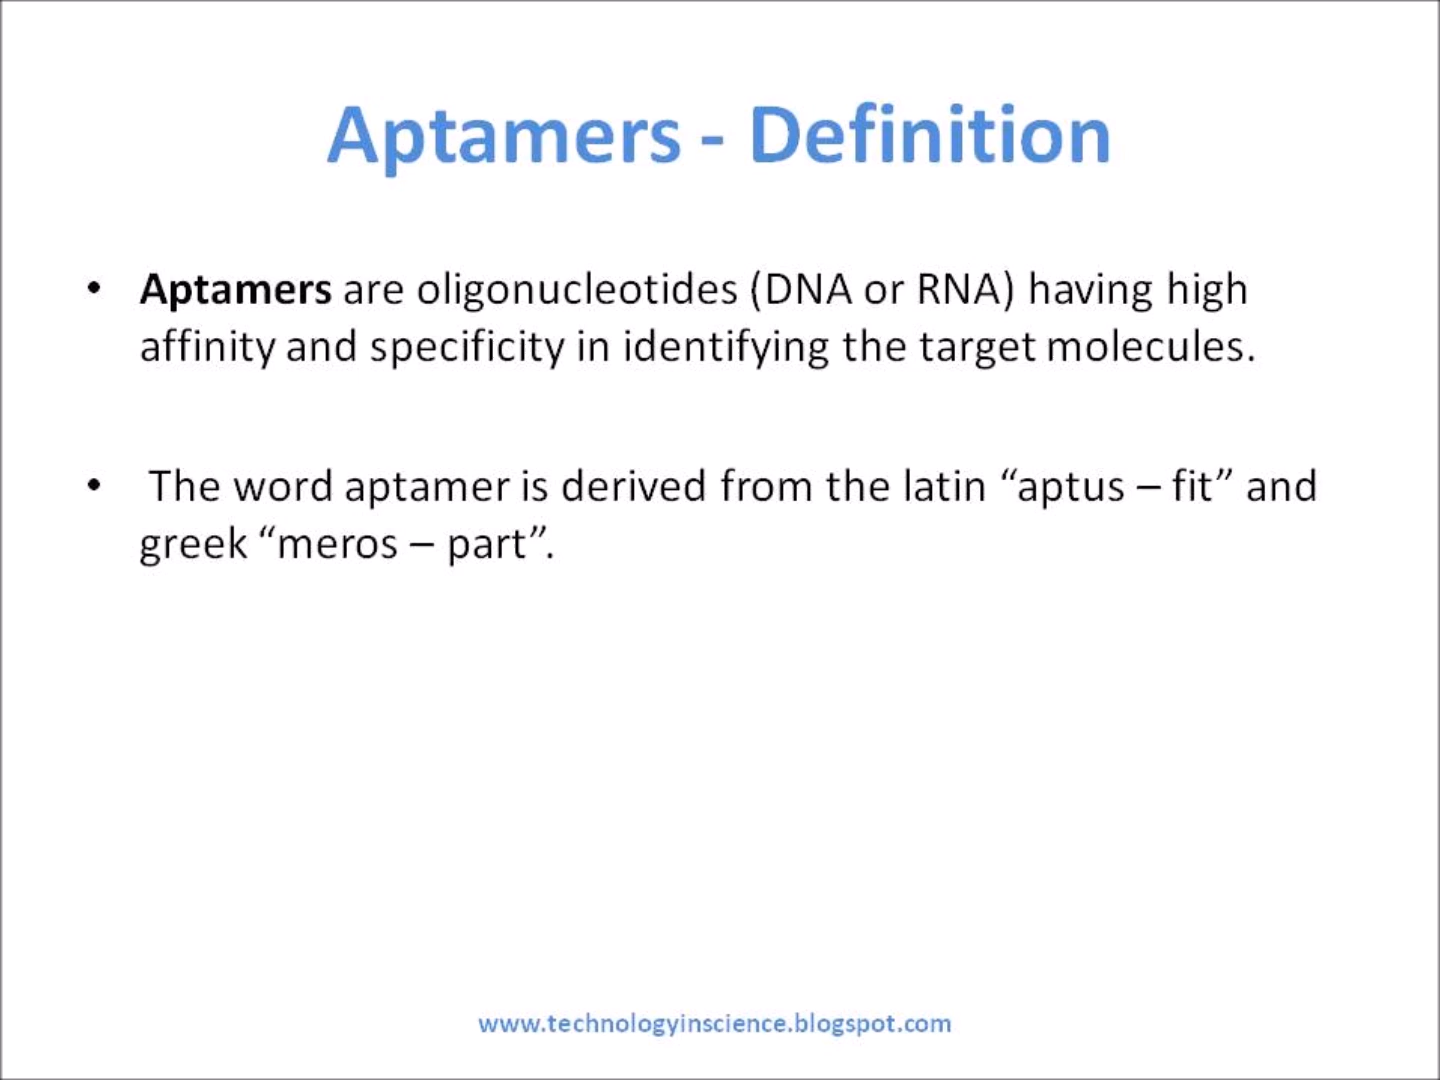 Aptamers - Definition
• Aptamers are oligonucleotides (DNA or RNA) having high
affinity and specificity in identifying the target molecules.
• The word aptamer is derived from the latin “aptus – fit” and
greek “meros – part”.
www.technologyinscience.blogspot.com